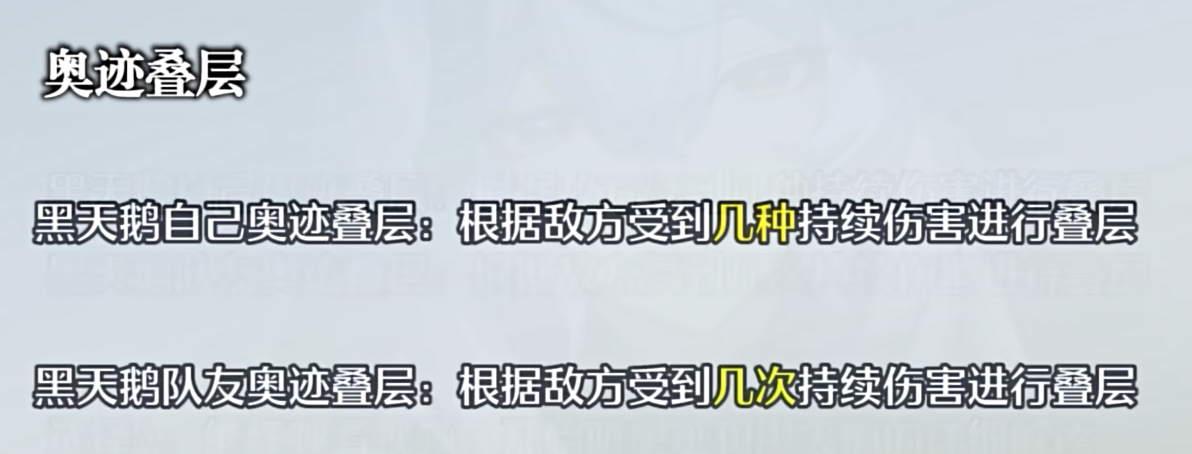 奥迹叠层
黑天鹅自己奥迹叠层：根据敌方受到几种持续伤害进行叠层
黑天鹅队友奥迹叠层：根据敌方受到几次持续伤害进行叠层